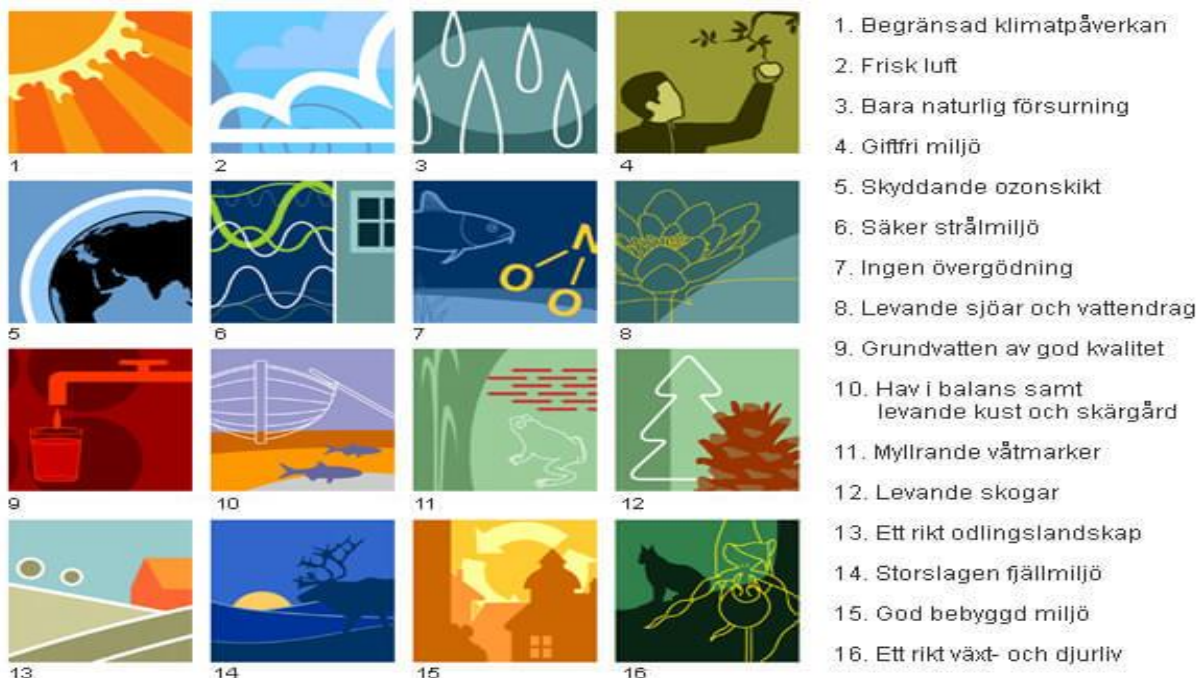 1
2
3
4
5
6
7
O
N
O
8
9
10
11
12
13
14
15
16
1. Begränsad klimatpåverkan
2. Frisk luft
3. Bara naturlig försurning
4. Giftfri miljö
5. Skyddande ozonskikt
6. Säker strålmiljö
7. Ingen övergödning
8. Levande sjöar och vattendrag
9. Grundvatten av god kvalitet
10. Hav i balans samt
levande kust och skärgård
11. Myllrande våtmarker
12. Levande skogar
13. Ett rikt odlingslandskap
14. Storslagen fjällmiljö
15. God bebyggd miljö
16. Ett rikt växt- och djurliv